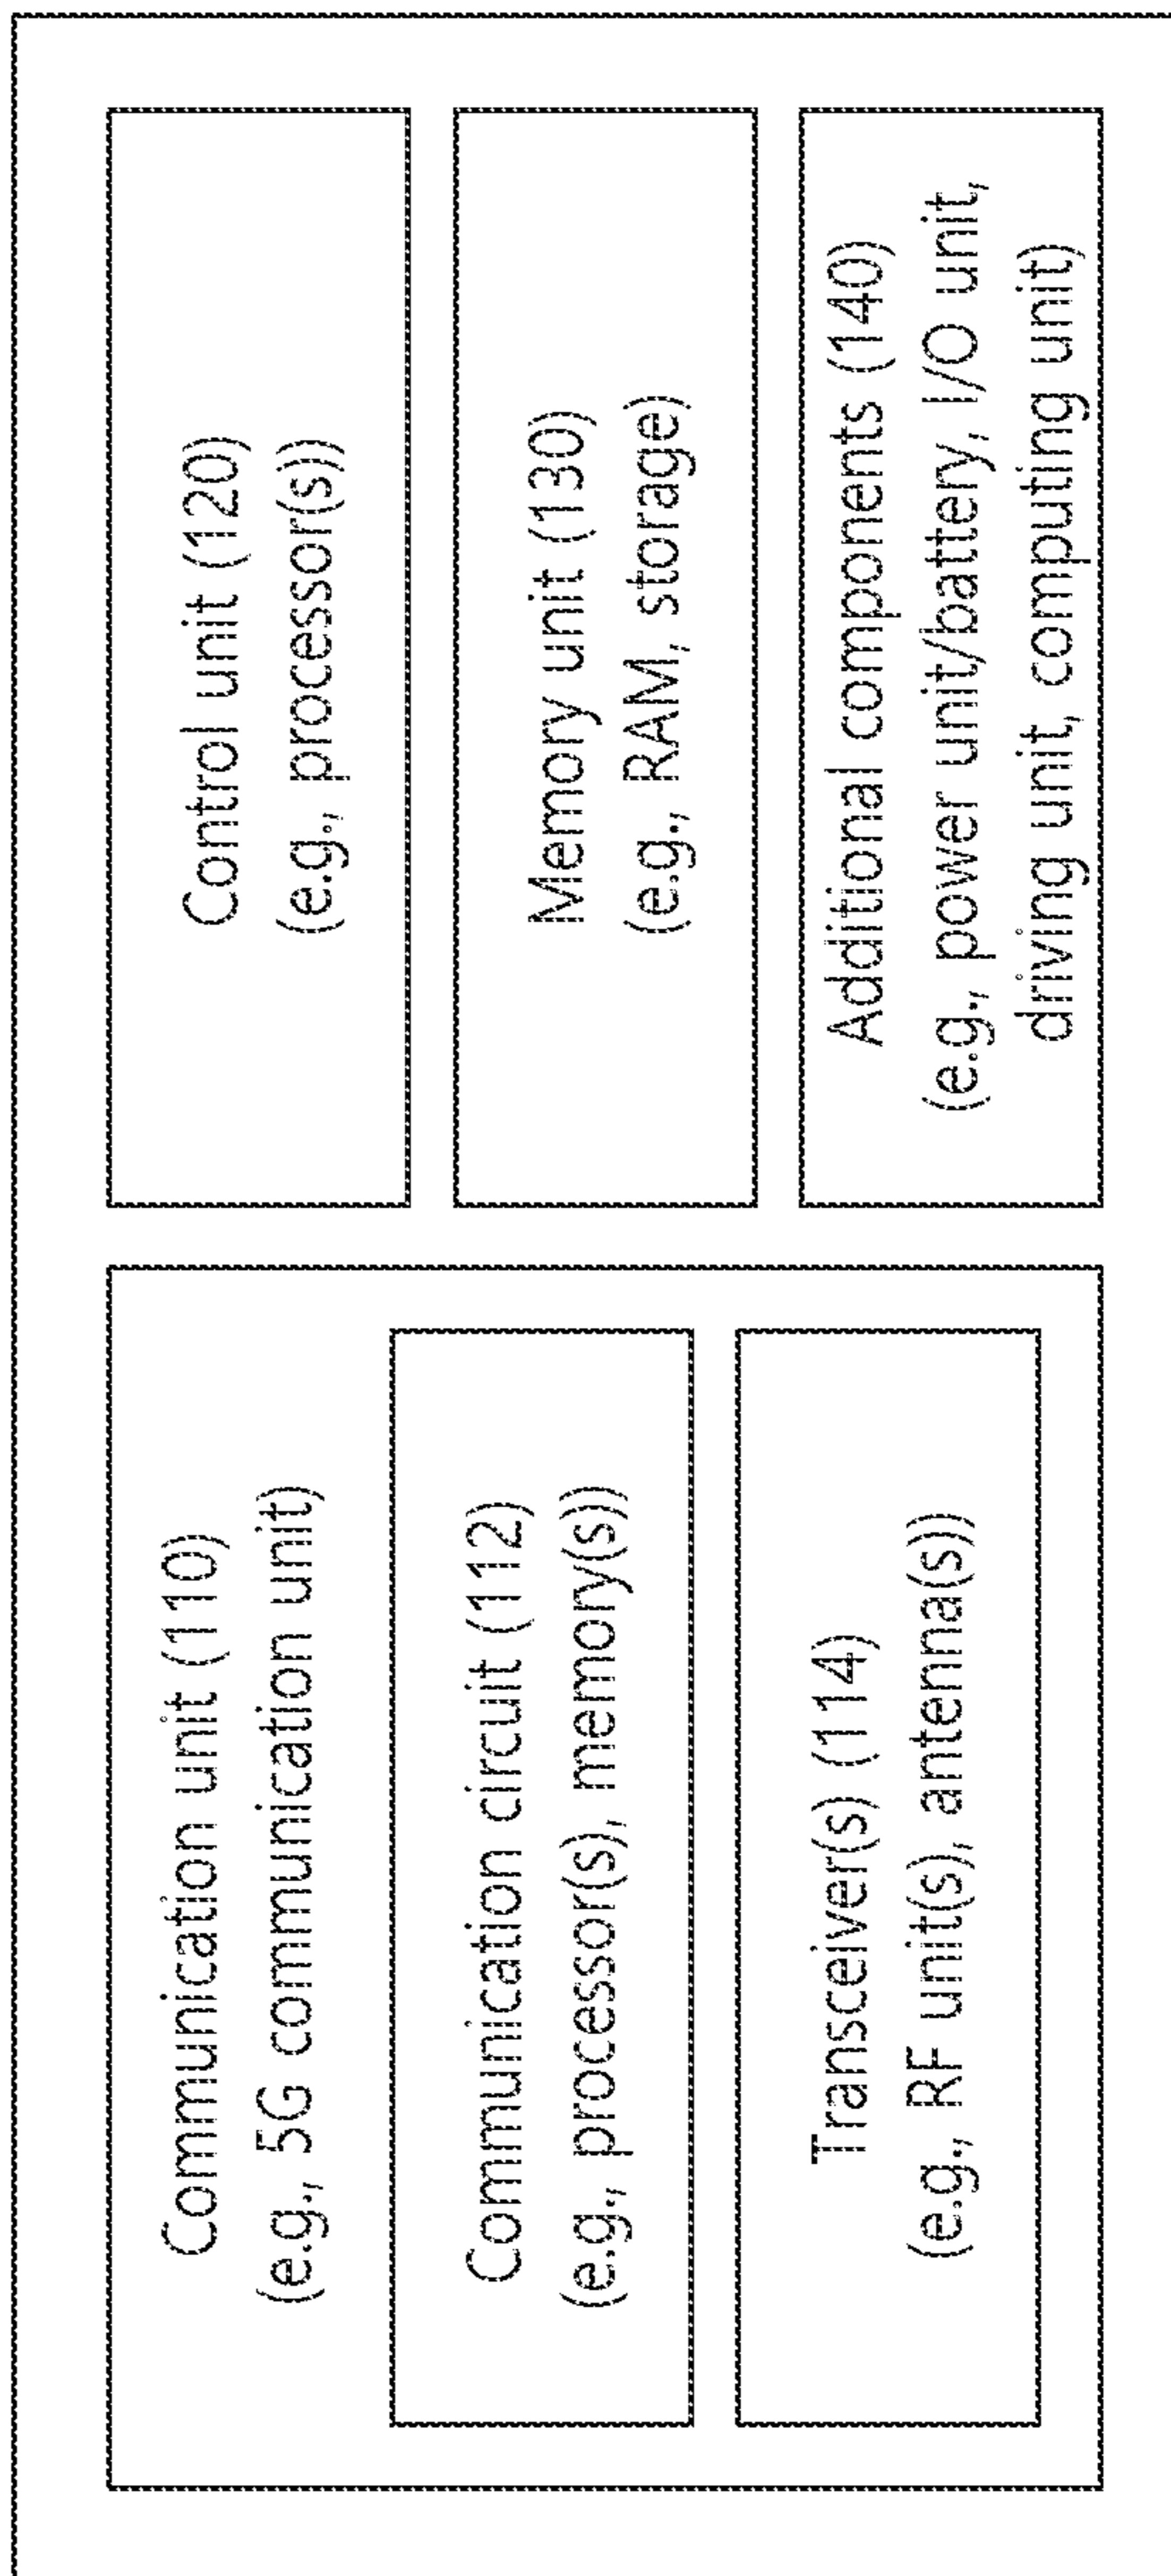 Communication unit (110)
(e.g., 5G communication unit)
Communication circuit (112)
(e.g., processor(s), memory(s))
Transceiver(s) (114)
(e.g., RF unit(s), antenna(s))
Control unit (120)
(e.g., processor(s))
Memory unit (130)
(e.g., RAM, storage)
Additional components (140)
(e.g., power unit/battery, I/O unit,
driving unit, computing unit)